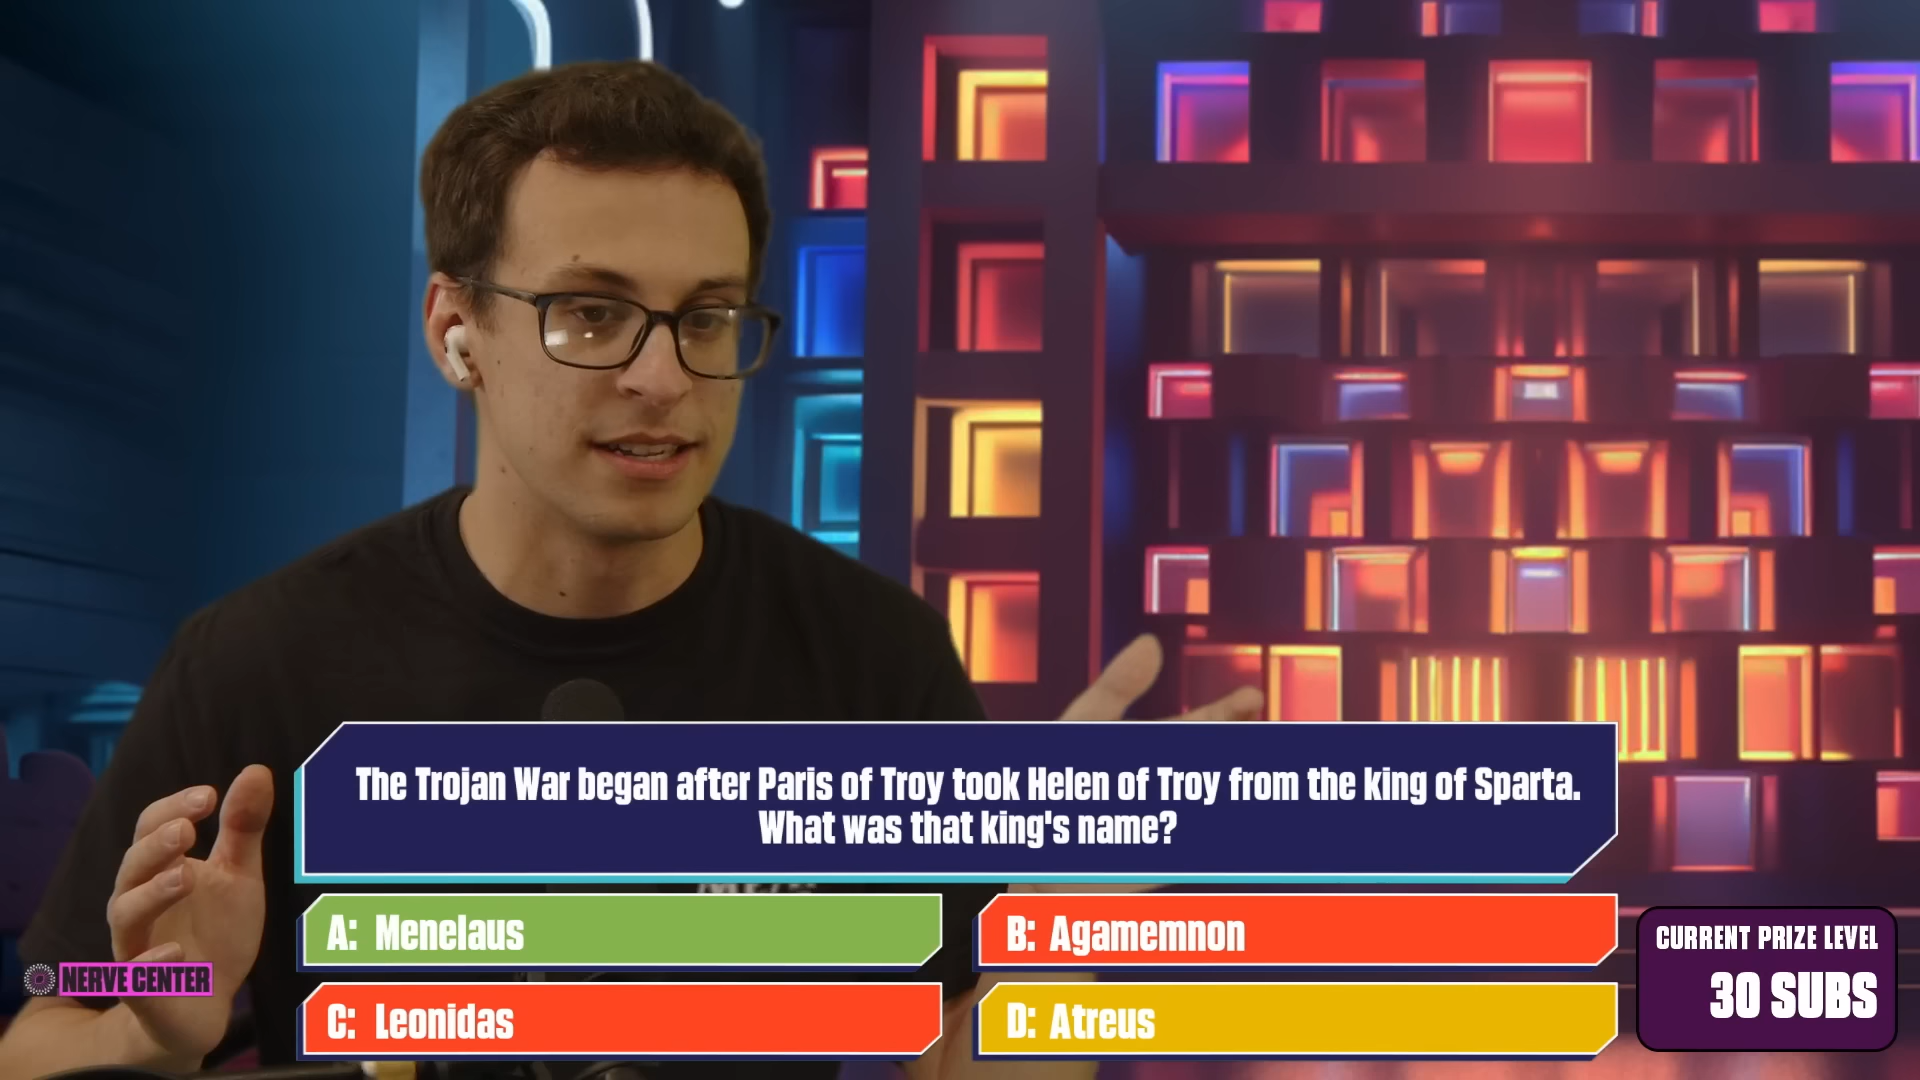 The Trojan War began after Paris of Troy took Helen of Troy from the king of Sparta.
What was that king's name?
A: Menelaus
B: Agamemnon
C: Leonidas
D: Atreus
NERVE CENTER
CURRENT PRIZE LEVEL
30 SUBS